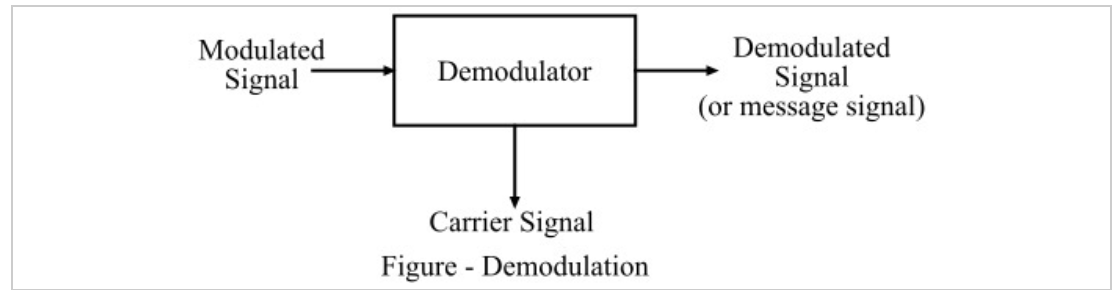 Modulated
Signal
Demodulator
Demodulated
Signal
(or message signal)
Carrier Signal
Figure - Demodulation